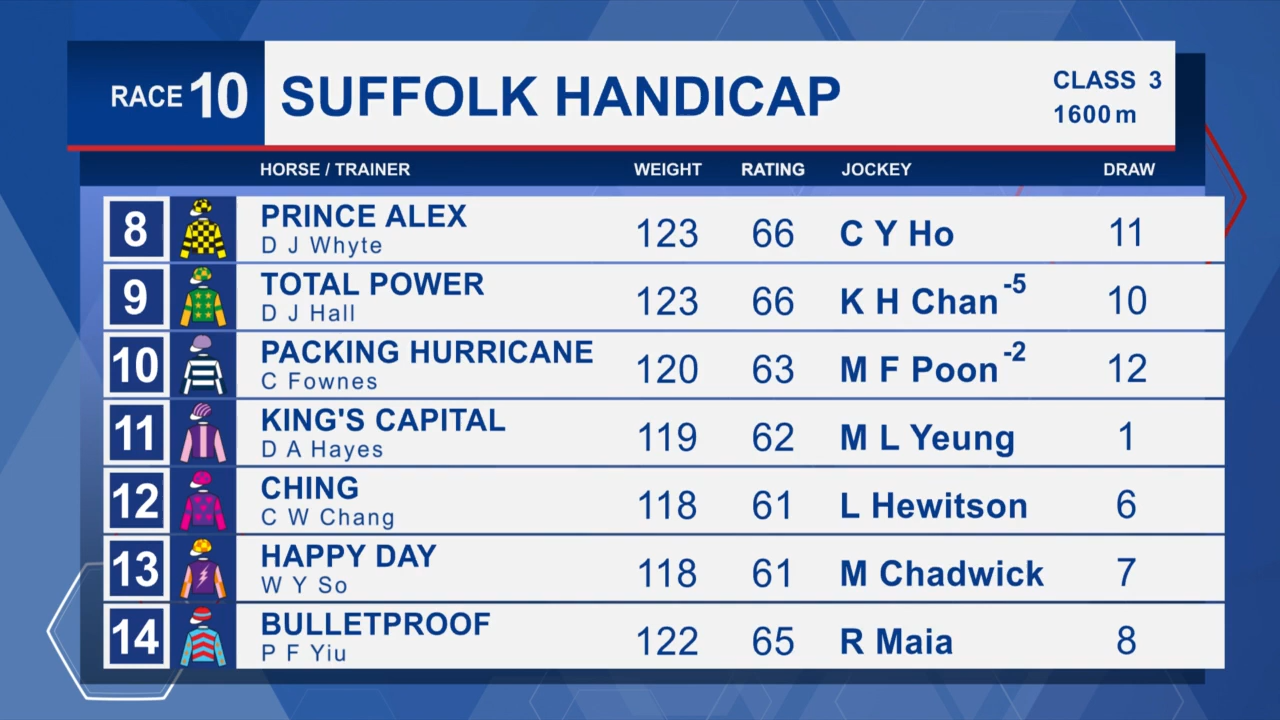 RACE 10 SUFFOLK HANDICAP CLASS 3
1600m
HORSE / TRAINER WEIGHT RATING JOCKEY DRAW
8 PRINCE ALEX 123 66 C Y Ho 11
D J Whyte
9 TOTAL POWER 123 66 K H Chan -5 10
D J Hall
10 PACKING HURRICANE 120 63 M F Poon -2 12
C Fownes
11 KING'S CAPITAL 119 62 M L Yeung 1
D A Hayes
12 CHING 118 61 L Hewitson 6
C W Chang
13 HAPPY DAY 118 61 M Chadwick 7
W Y So
14 BULLETPROOF 122 65 R Maia 8
P F Yiu